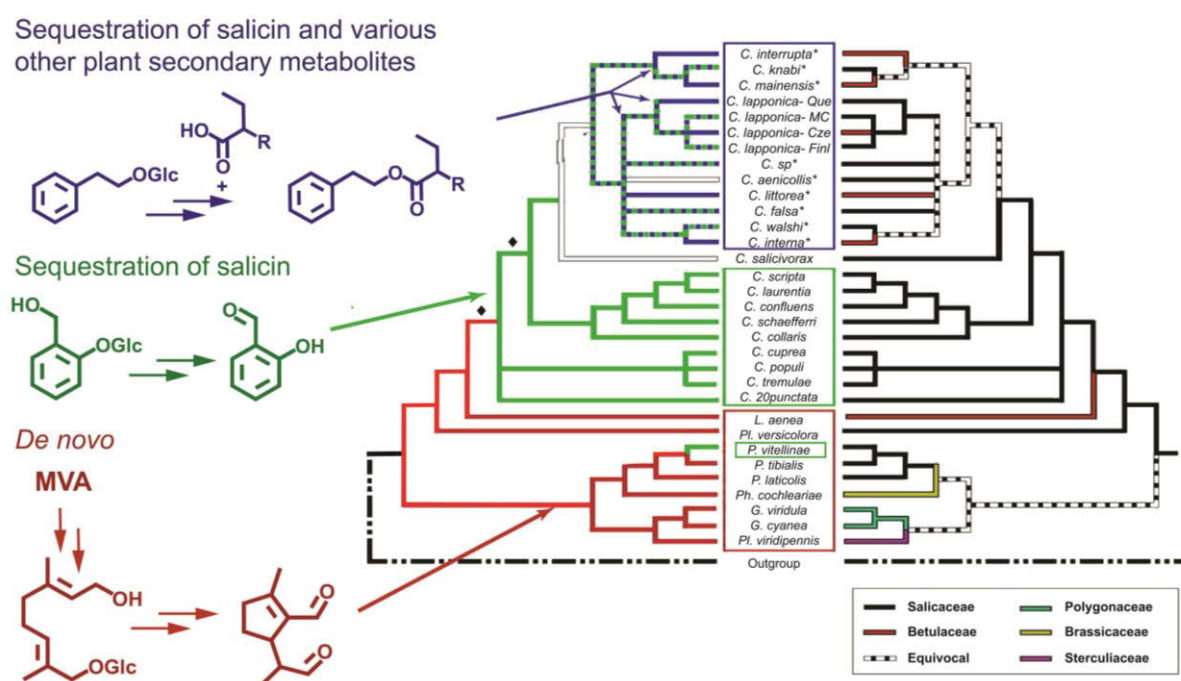 Sequestration of salicin and various
other plant secondary metabolites
HO
O
R
OGlc
+
O
O
R
Sequestration of salicin
HO
OGlc
O
OH
De novo
MVA
OH
OGlc
O
O
C. interrupta*
C. knabi*
C. mainensis*
C. lapponica- Que
C. lapponica- MC
C. lapponica- Cze
C. lapponica- Finl
C. sp*
C. aenicollis*
C. littorea*
C. falsa*
C. walshi*
C. interna*
C. salicivorax
C. scripta
C. laurentia
C. confluens
C. schaefferri
C. collaris
C. cuprea
C. populi
C. tremulae
C. 20punctata
L. aenea
Pl. versicolora
P. vitellinae
P. tibialis
P. laticolis
Ph. cochleariae
G. viridula
G. cyanea
Pl. viridipennis
Outgroup
Salicaceae
Betulaceae
Equivocal
Polygonaceae
Brassicaceae
Sterculiaceae